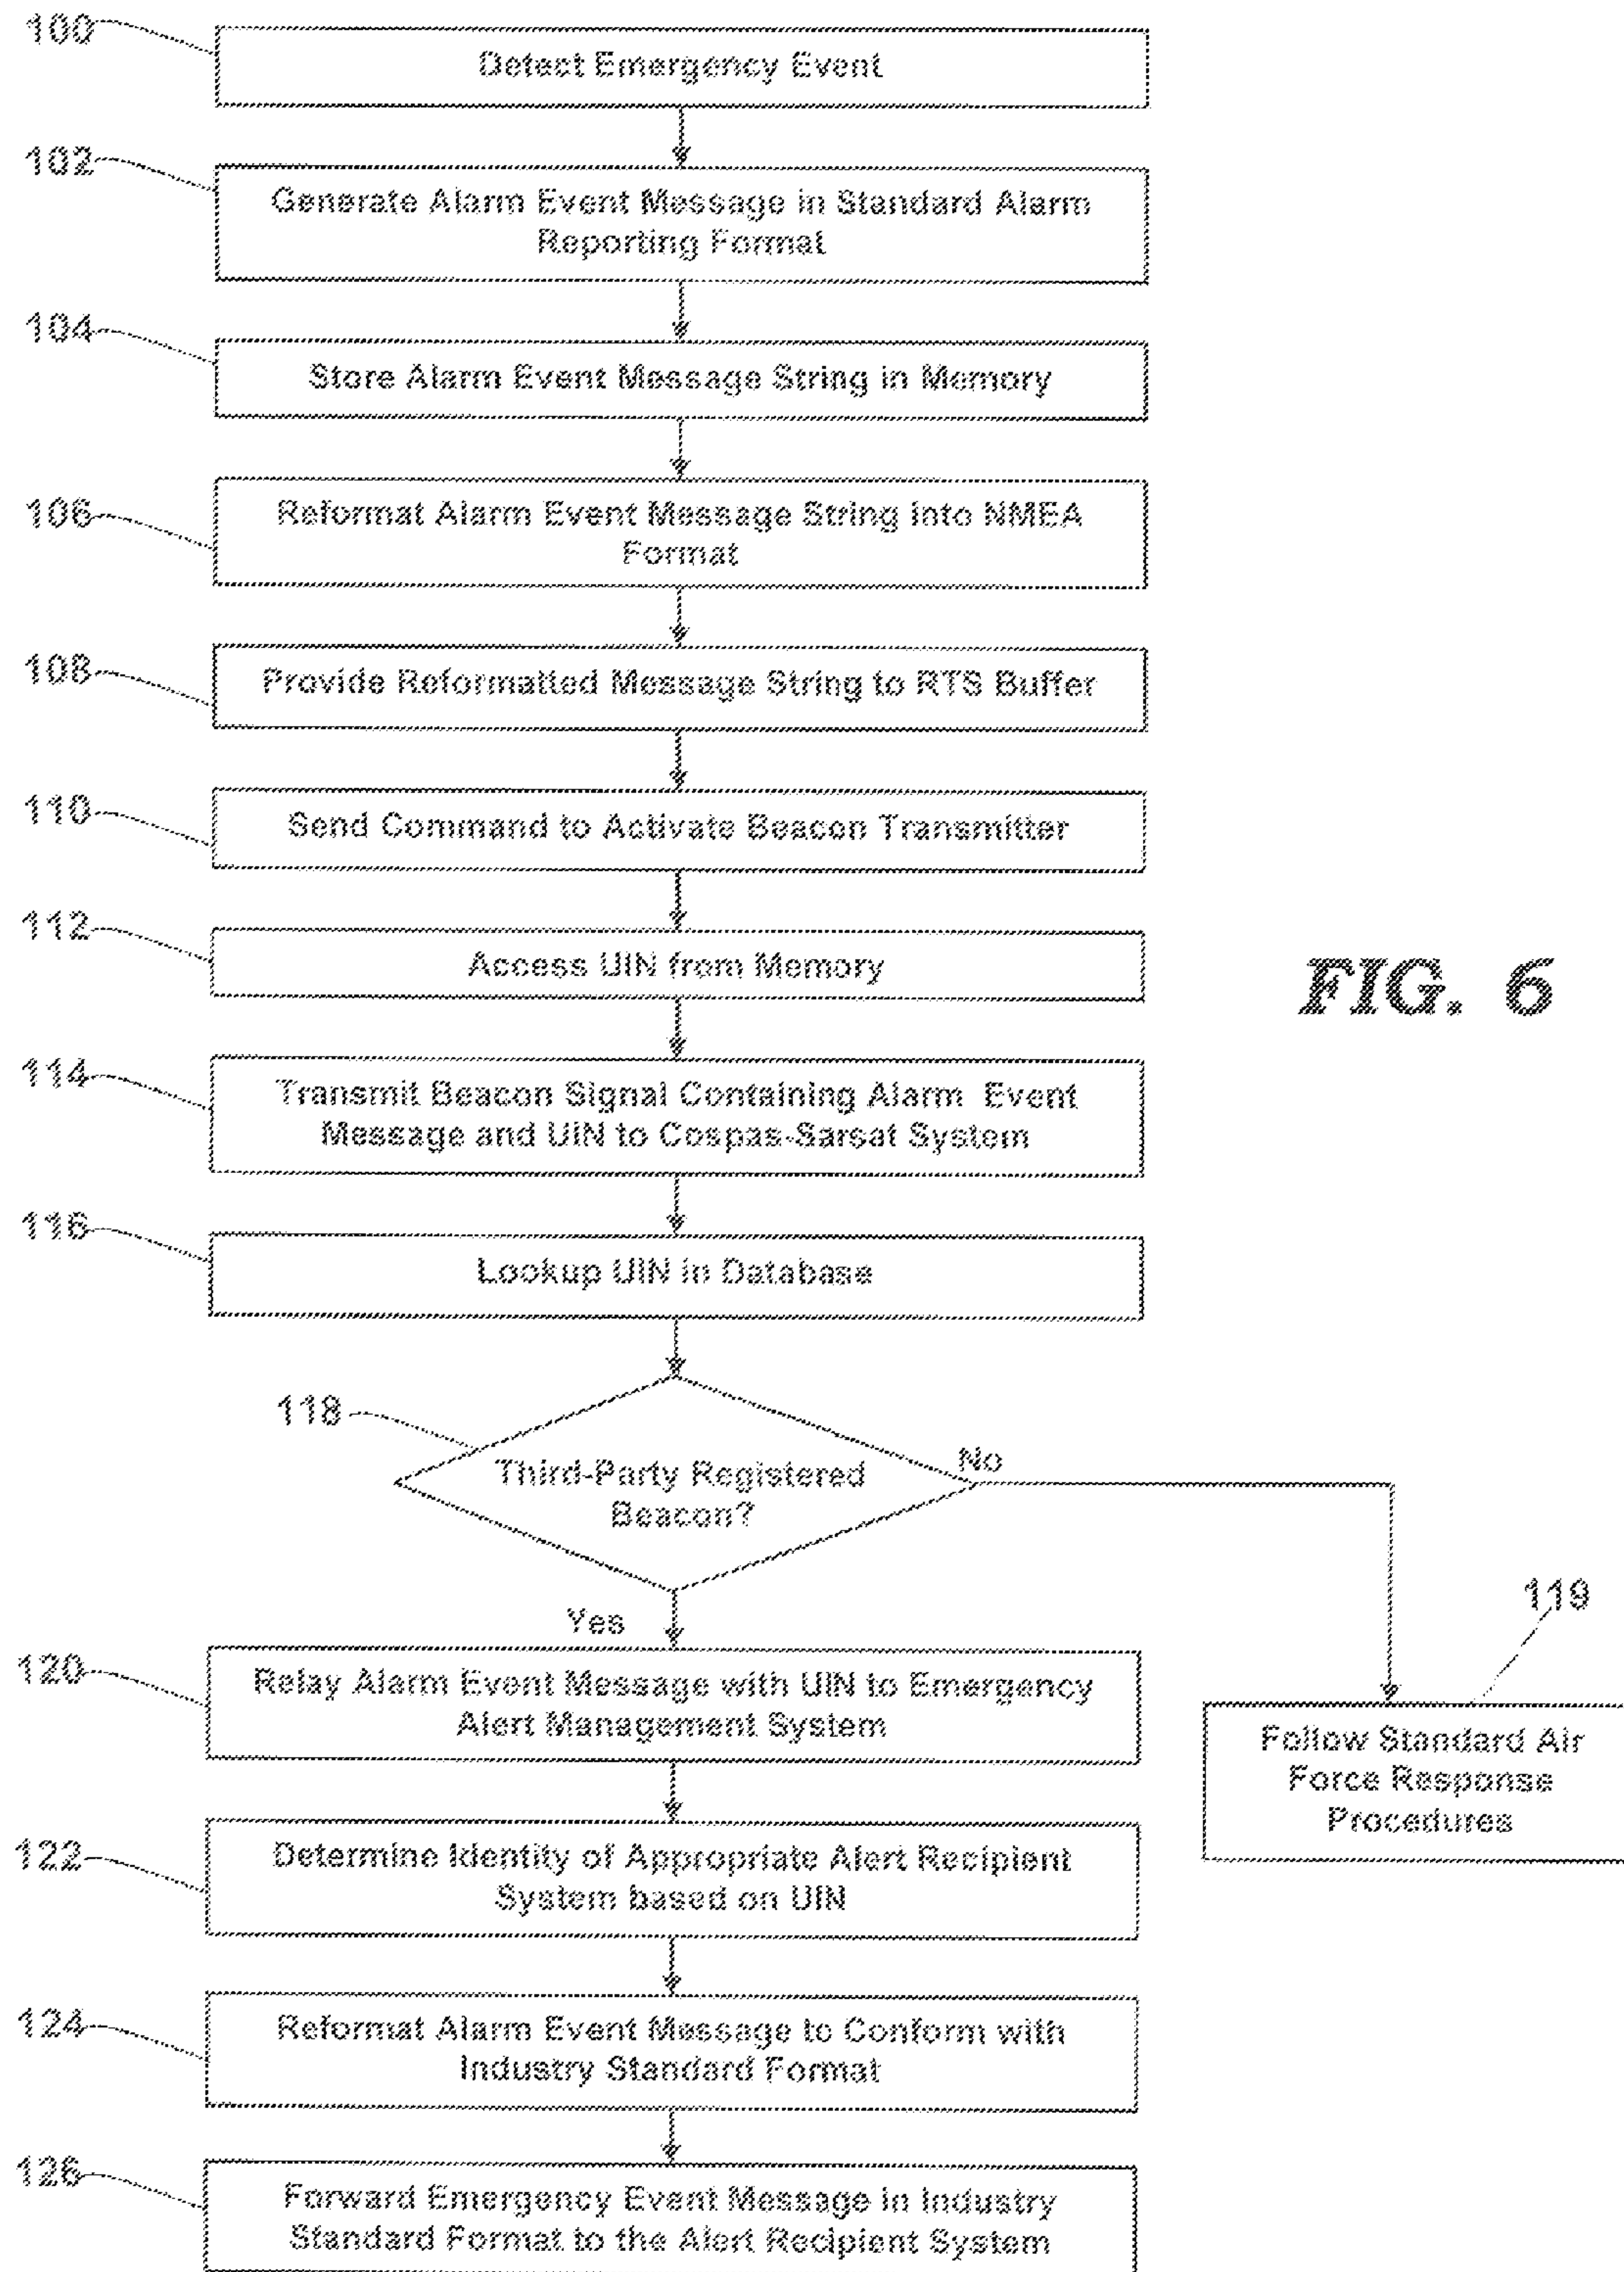 100
Detect Emergency Event
102
Generate Alarm Event Message in Standard Alarm
Reporting Format
104
Store Alarm Event Message String in Memory
106
Reformat Alarm Event Message String into NMEA
Format
108
Provide Reformatted Message String to RTS Buffer
110
Send Command to Activate Beacon Transmitter
112
Access UIN from Memory
FIG. 6
114
Transmit Beacon Signal Containing Alarm Event
Message and UIN to Cospas-Sarsat System
116
Lookup UIN in Database
118
Third-Party Registered
Beacon?
No
Yes
119
120
Relay Alarm Event Message with UIN to Emergency
Alert Management System
Follow Standard Air
Force Response
Procedures
122
Determine Identity of Appropriate Alert Recipient
System based on UIN
124
Reformat Alarm Event Message to Conform with
Industry Standard Format
126
Forward Emergency Event Message in Industry
Standard Format to the Alert Recipient System